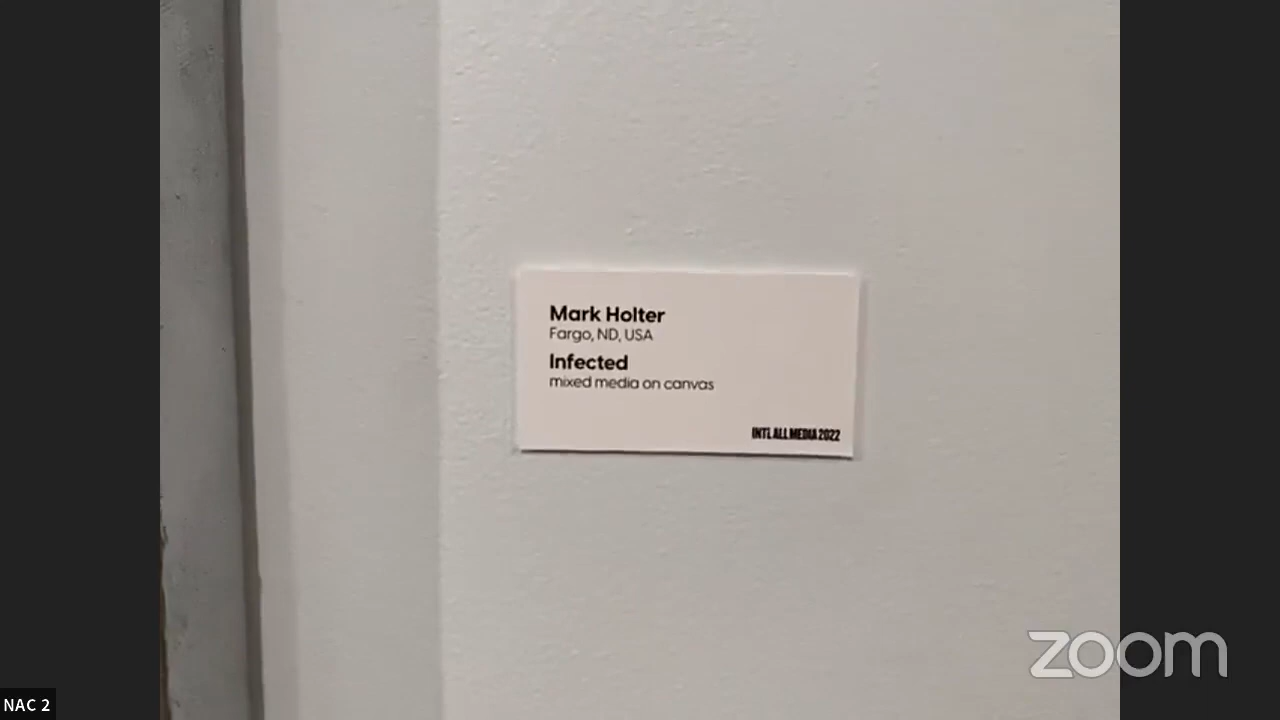 Mark Holter
Fargo, ND, USA
Infected
mixed media on canvas
INTL ALL MEDIA 2022
zoom
NAC 2